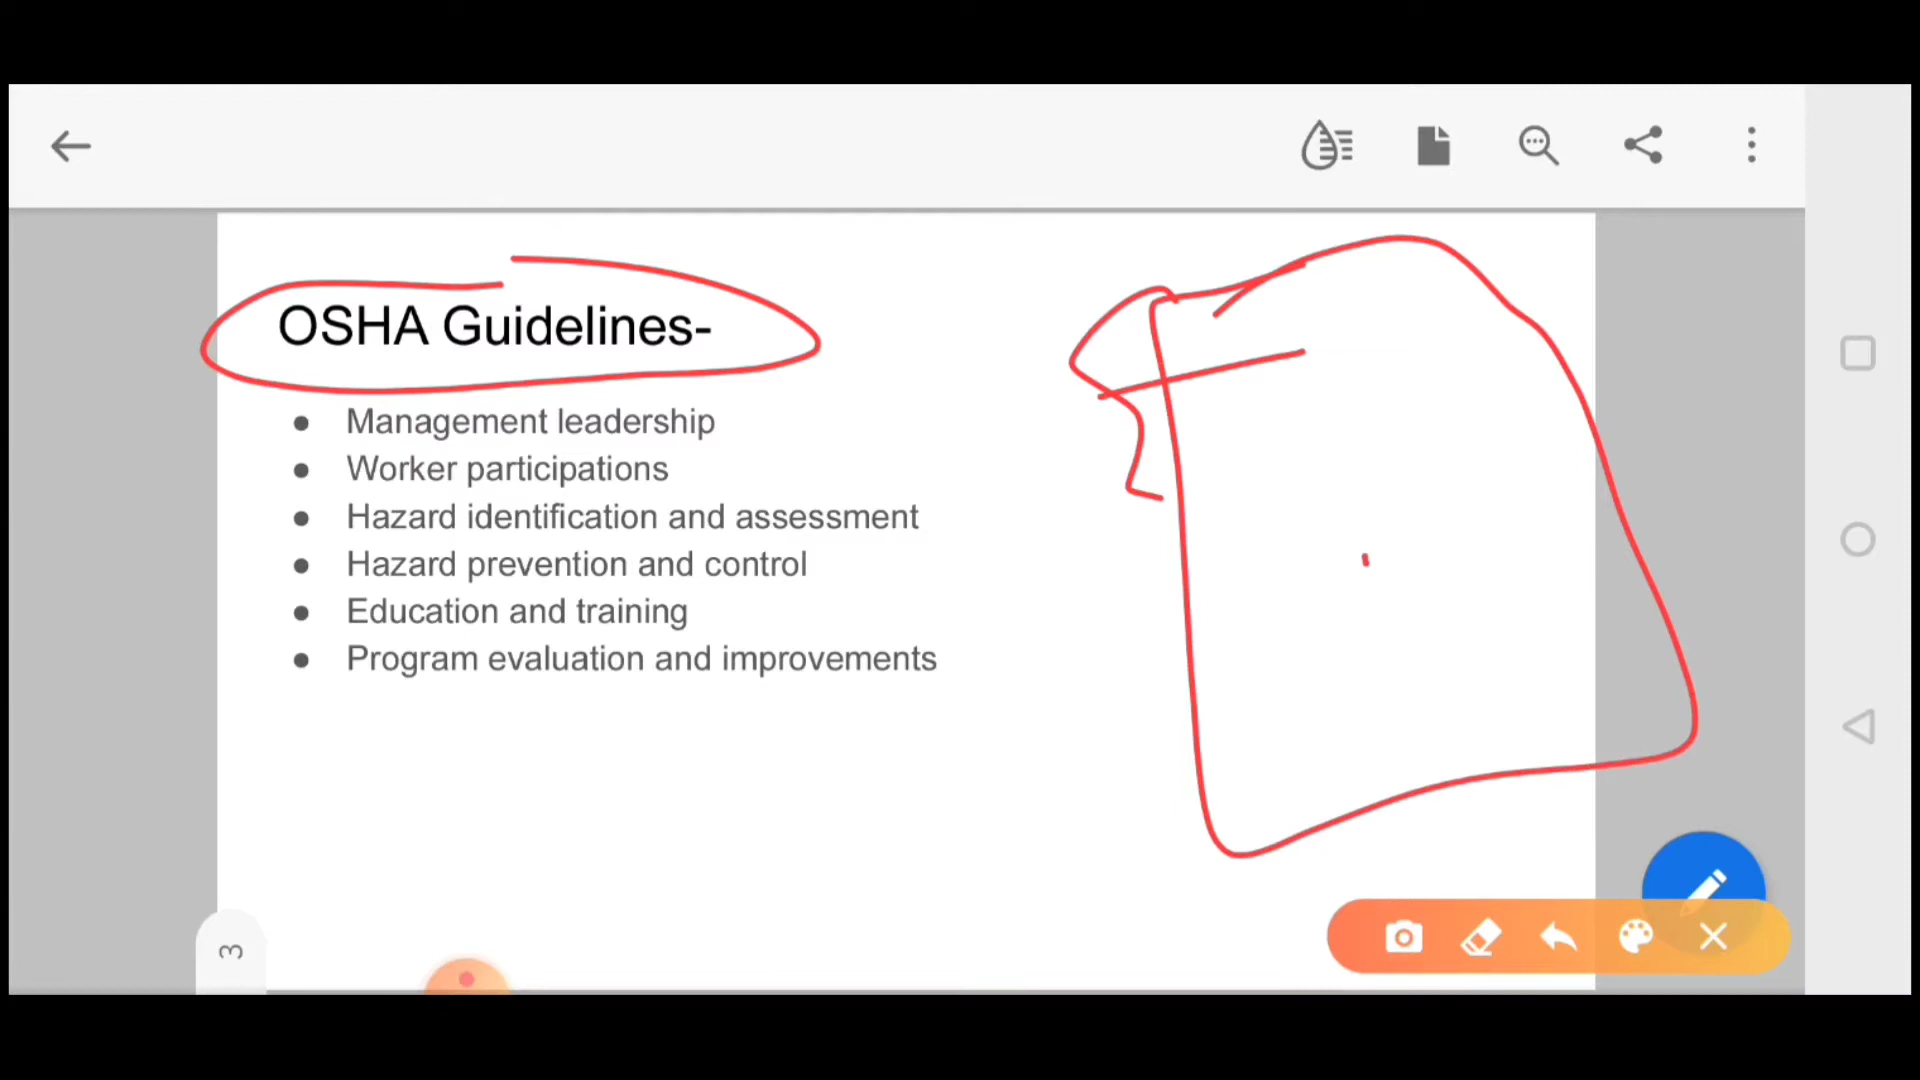 OSHA Guidelines-
● Management leadership
● Worker participations
● Hazard identification and assessment
● Hazard prevention and control
● Education and training
● Program evaluation and improvements
3